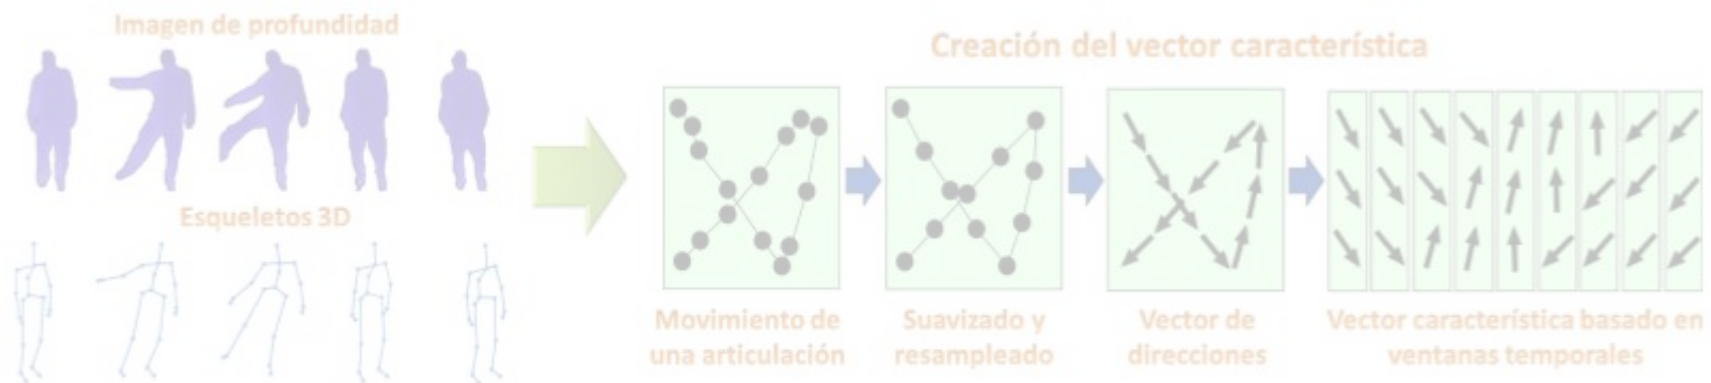 Imagen de profundidad
Esqueletos 3D
Creación del vector característica
Movimiento de
una articulación
Suavizado y
resampleado
Vector de
direcciones
Vector característica basado en
ventanas temporales